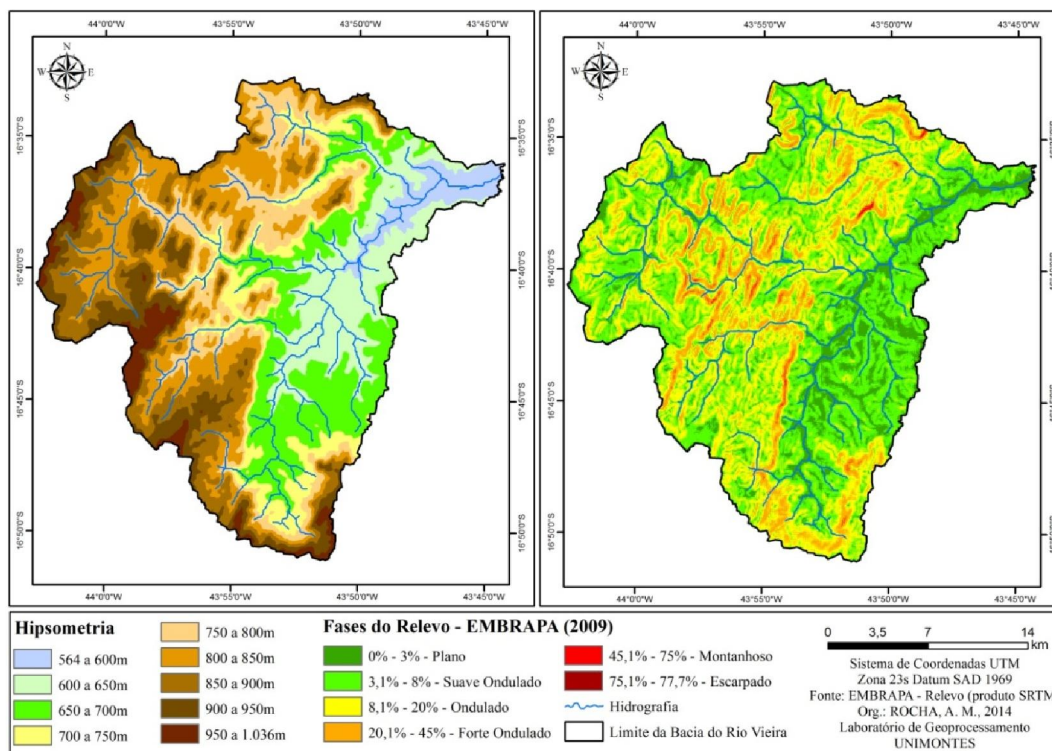 44°0'0"W 43°55'0"W 43°50'0"W 43°45'0"W
44°0'0"W 43°55'0"W 43°50'0"W 43°45'0"W
N
W E
S
N
W E
S
16°35'0"S
16°40'0"S
16°45'0"S
16°50'0"S
16°35'0"S
16°40'0"S
16°45'0"S
16°50'0"S
44°0'0"W 43°55'0"W 43°50'0"W 43°45'0"W
44°0'0"W 43°55'0"W 43°50'0"W 43°45'0"W
Hipsometria
564 a 600m
600 a 650m
650 a 700m
700 a 750m
750 a 800m
800 a 850m
850 a 900m
900 a 950m
950 a 1.036m
Fases do Relevo - EMBRAPA (2009)
0% - 3% - Plano
3,1% - 8% - Suave Ondulado
8,1% - 20% - Ondulado
20,1% - 45% - Forte Ondulado
45,1% - 75% - Montanhoso
75,1% - 77,7% - Escarpado
Hidrografia
Limite da Bacia do Rio Vieira
0 3,5 7 14
km
Sistema de Coordenadas UTM
Zona 23s Datum SAD 1969
Fonte: EMBRAPA - Relevo (produto SRTM
Org.: ROCHA, A. M., 2014
Laboratório de Geoprocessamento
UNIMONTES